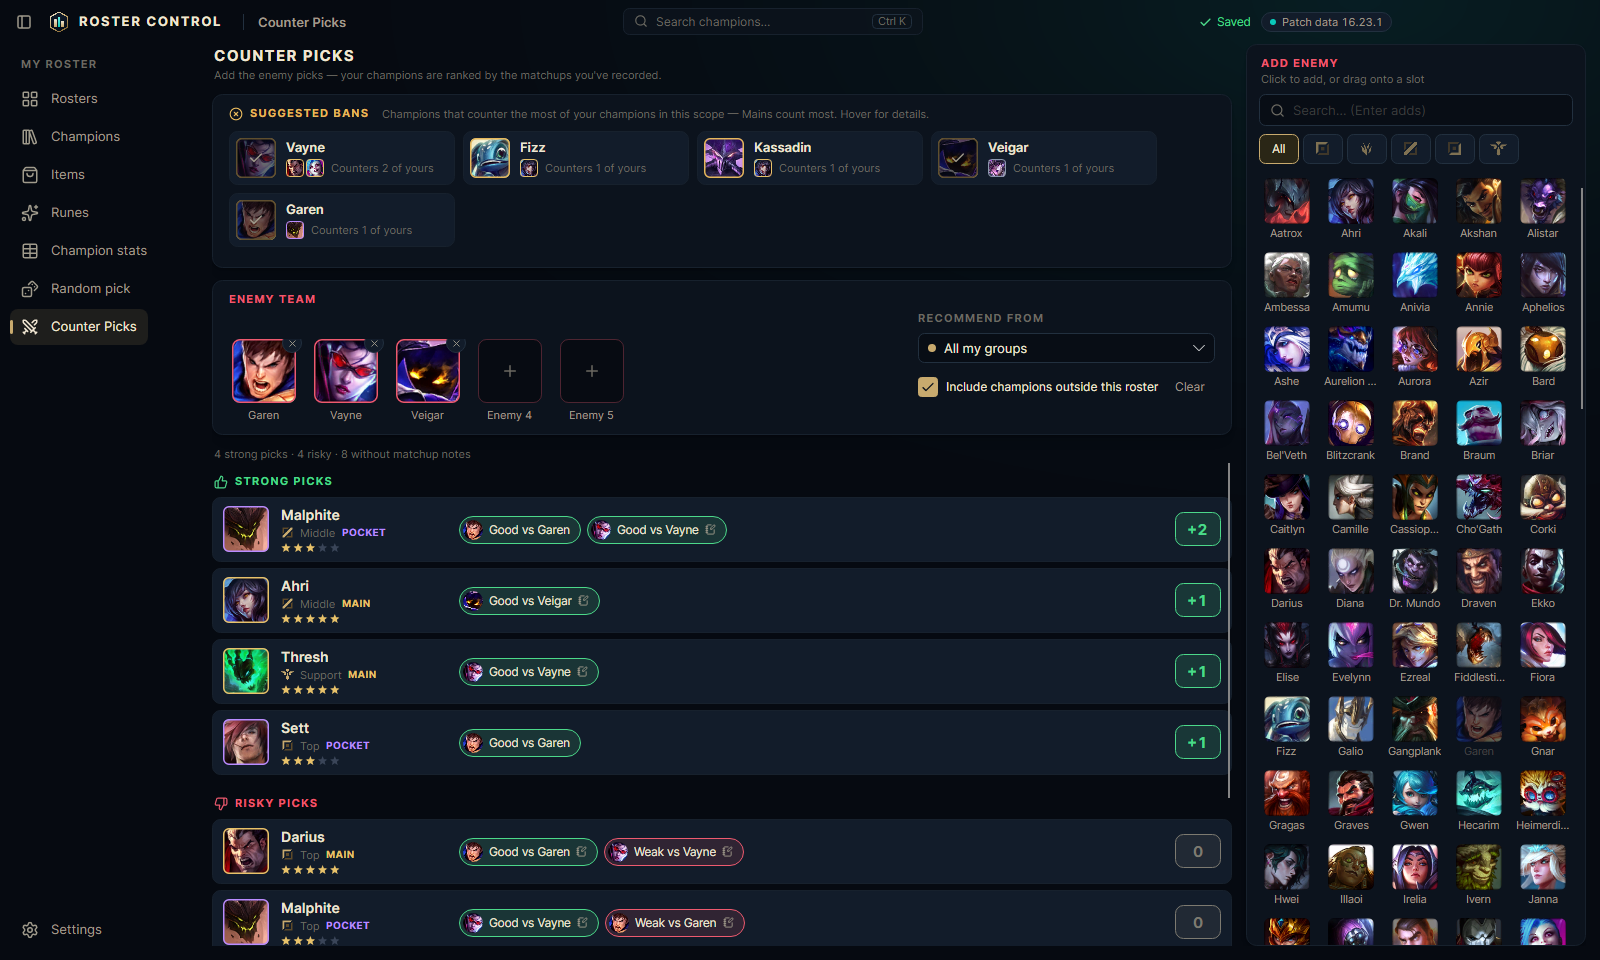 ROSTER CONTROL
Counter Picks
Search champions...
Ctrl K
Saved
Patch data 16.23.1
MY ROSTER
Rosters
Champions
Items
Runes
Champion stats
Random pick
Counter Picks
Settings
COUNTER PICKS
Add the enemy picks — your champions are ranked by the matchups you've recorded.
SUGGESTED BANS
Champions that counter the most of your champions in this scope — Mains count most. Hover for details.
Vayne
Counters 2 of yours
Fizz
Counters 1 of yours
Kassadin
Counters 1 of yours
Veigar
Counters 1 of yours
Garen
Counters 1 of yours
ENEMY TEAM
Garen
Vayne
Veigar
Enemy 4
Enemy 5
RECOMMEND FROM
All my groups
Include champions outside this roster
Clear
4 strong picks · 4 risky · 8 without matchup notes
STRONG PICKS
Malphite
Middle POCKET
Good vs Garen
Good vs Vayne
+2
Ahri
Middle MAIN
Good vs Veigar
+1
Thresh
Support MAIN
Good vs Vayne
+1
Sett
Top POCKET
Good vs Garen
+1
RISKY PICKS
Darius
Top MAIN
Good vs Garen
Weak vs Vayne
0
Malphite
Top POCKET
Good vs Vayne
Weak vs Garen
0
ADD ENEMY
Click to add, or drag onto a slot
Search... (Enter adds)
All
Aatrox
Ahri
Akali
Akshan
Alistar
Ambessa
Amumu
Anivia
Annie
Aphelios
Ashe
Aurelion ...
Aurora
Azir
Bard
Bel'Veth
Blitzcrank
Brand
Braum
Briar
Caitlyn
Camille
Cassiop...
Cho'Gath
Corki
Darius
Diana
Dr. Mundo
Draven
Ekko
Elise
Evelynn
Ezreal
Fiddlesti...
Fiora
Fizz
Galio
Gangplank
Garen
Gnar
Gragas
Graves
Gwen
Hecarim
Heimerdi...
Hwei
Illaoi
Irelia
Ivern
Janna